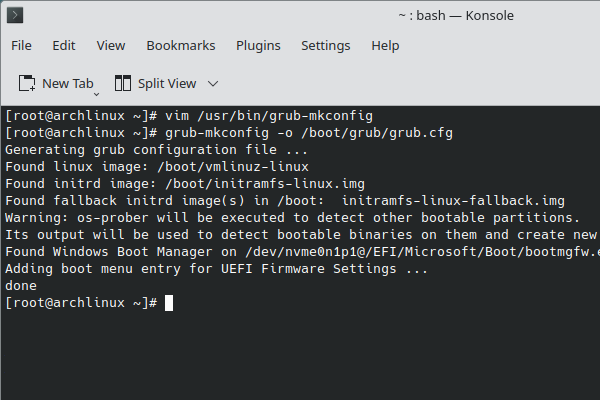 ~ : bash — Konsole
File Edit View Bookmarks Plugins Settings Help
New Tab Split View
[root@archlinux ~]# vim /usr/bin/grub-mkconfig
[root@archlinux ~]# grub-mkconfig -o /boot/grub/grub.cfg
Generating grub configuration file ...
Found linux image: /boot/vmlinuz-linux
Found initrd image: /boot/initramfs-linux.img
Found fallback initrd image(s) in /boot:  initramfs-linux-fallback.img
Warning: os-prober will be executed to detect other bootable partitions.
Its output will be used to detect bootable binaries on them and create new
Found Windows Boot Manager on /dev/nvme0n1p1@/EFI/Microsoft/Boot/bootmgfw.e
Adding boot menu entry for UEFI Firmware Settings ...
done
[root@archlinux ~]#